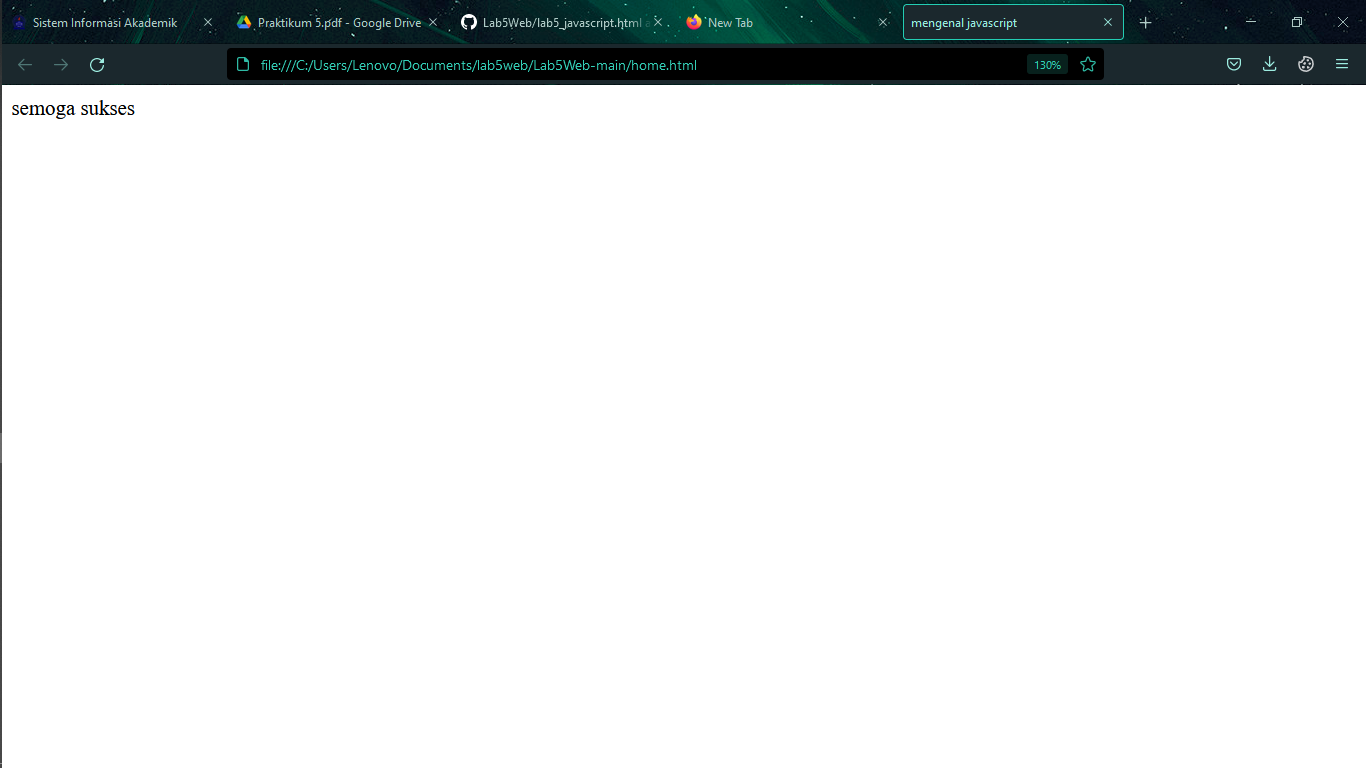 Sistem Informasi Akademik
Praktikum 5.pdf - Google Drive
Lab5Web/lab5_javascript.html a
New Tab
mengenal javascript
file:///C:/Users/Lenovo/Documents/lab5web/Lab5Web-main/home.html
130%
semoga sukses